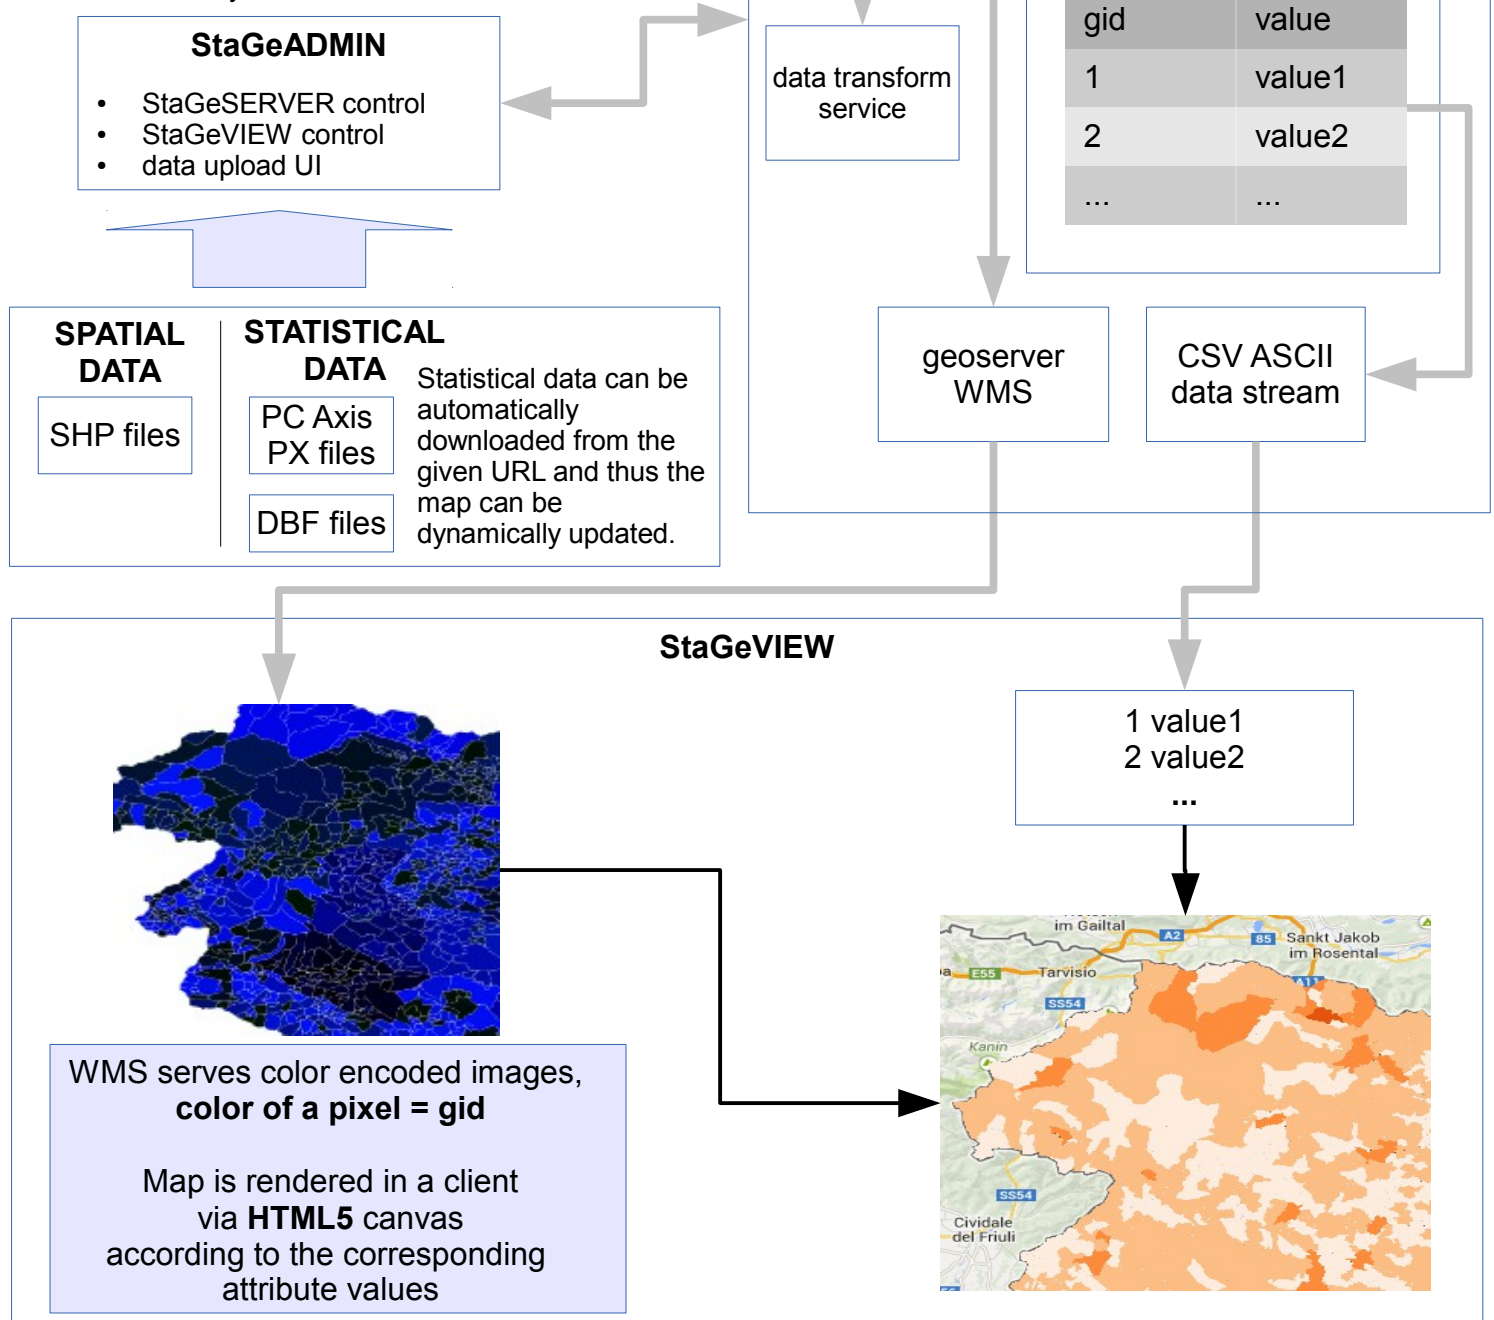 StaGeADMIN
• StaGeSERVER control
• StaGeVIEW control
• data upload UI
data transform
service
gid value
1 value1
2 value2
... ...
SPATIAL
DATA
SHP files
STATISTICAL
DATA
PC Axis
PX files
DBF files
Statistical data can be
automatically
downloaded from the
given URL and thus the
map can be
dynamically updated.
geoserver
WMS
CSV ASCII
data stream
StaGeVIEW
1 value1
2 value2
...
WMS serves color encoded images,
color of a pixel = gid
Map is rendered in a client
via HTML5 canvas
according to the corresponding
attribute values
im Gailtal
A2
85
Sankt Jakob
im Rosental
E55
Tarvisio
A11
SS54
Kanin
SS54
Cividale
del Friuli